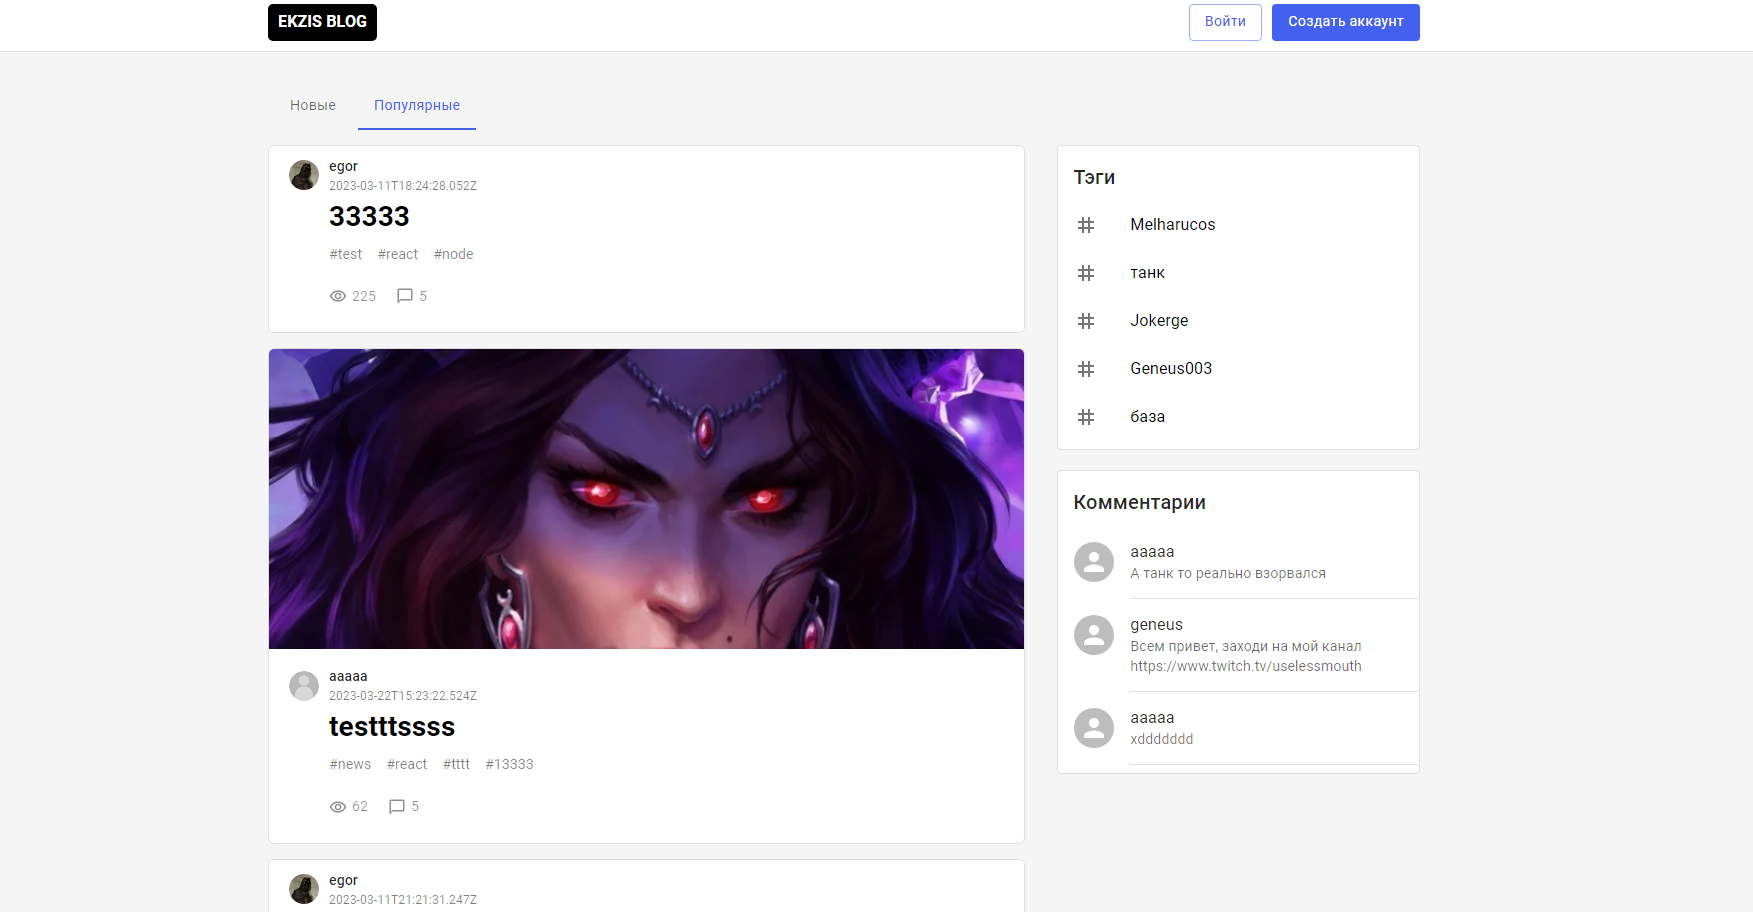 EKZIS BLOG
Войти
Создать аккаунт
Новые
Популярные
egor
2023-03-11T18:24:28.052Z
33333
#test #react #node
225 5
aaaaa
2023-03-22T15:23:22.524Z
testttssss
#news #react #tttt #13333
62 5
egor
2023-03-11T21:21:31.247Z
Тэги
Melharucos
танк
Jokerge
Geneus003
база
Комментарии
aaaaa
А танк то реально взорвался
geneus
Всем привет, заходи на мой канал
https://www.twitch.tv/uselessmouth
aaaaa
xddddddd